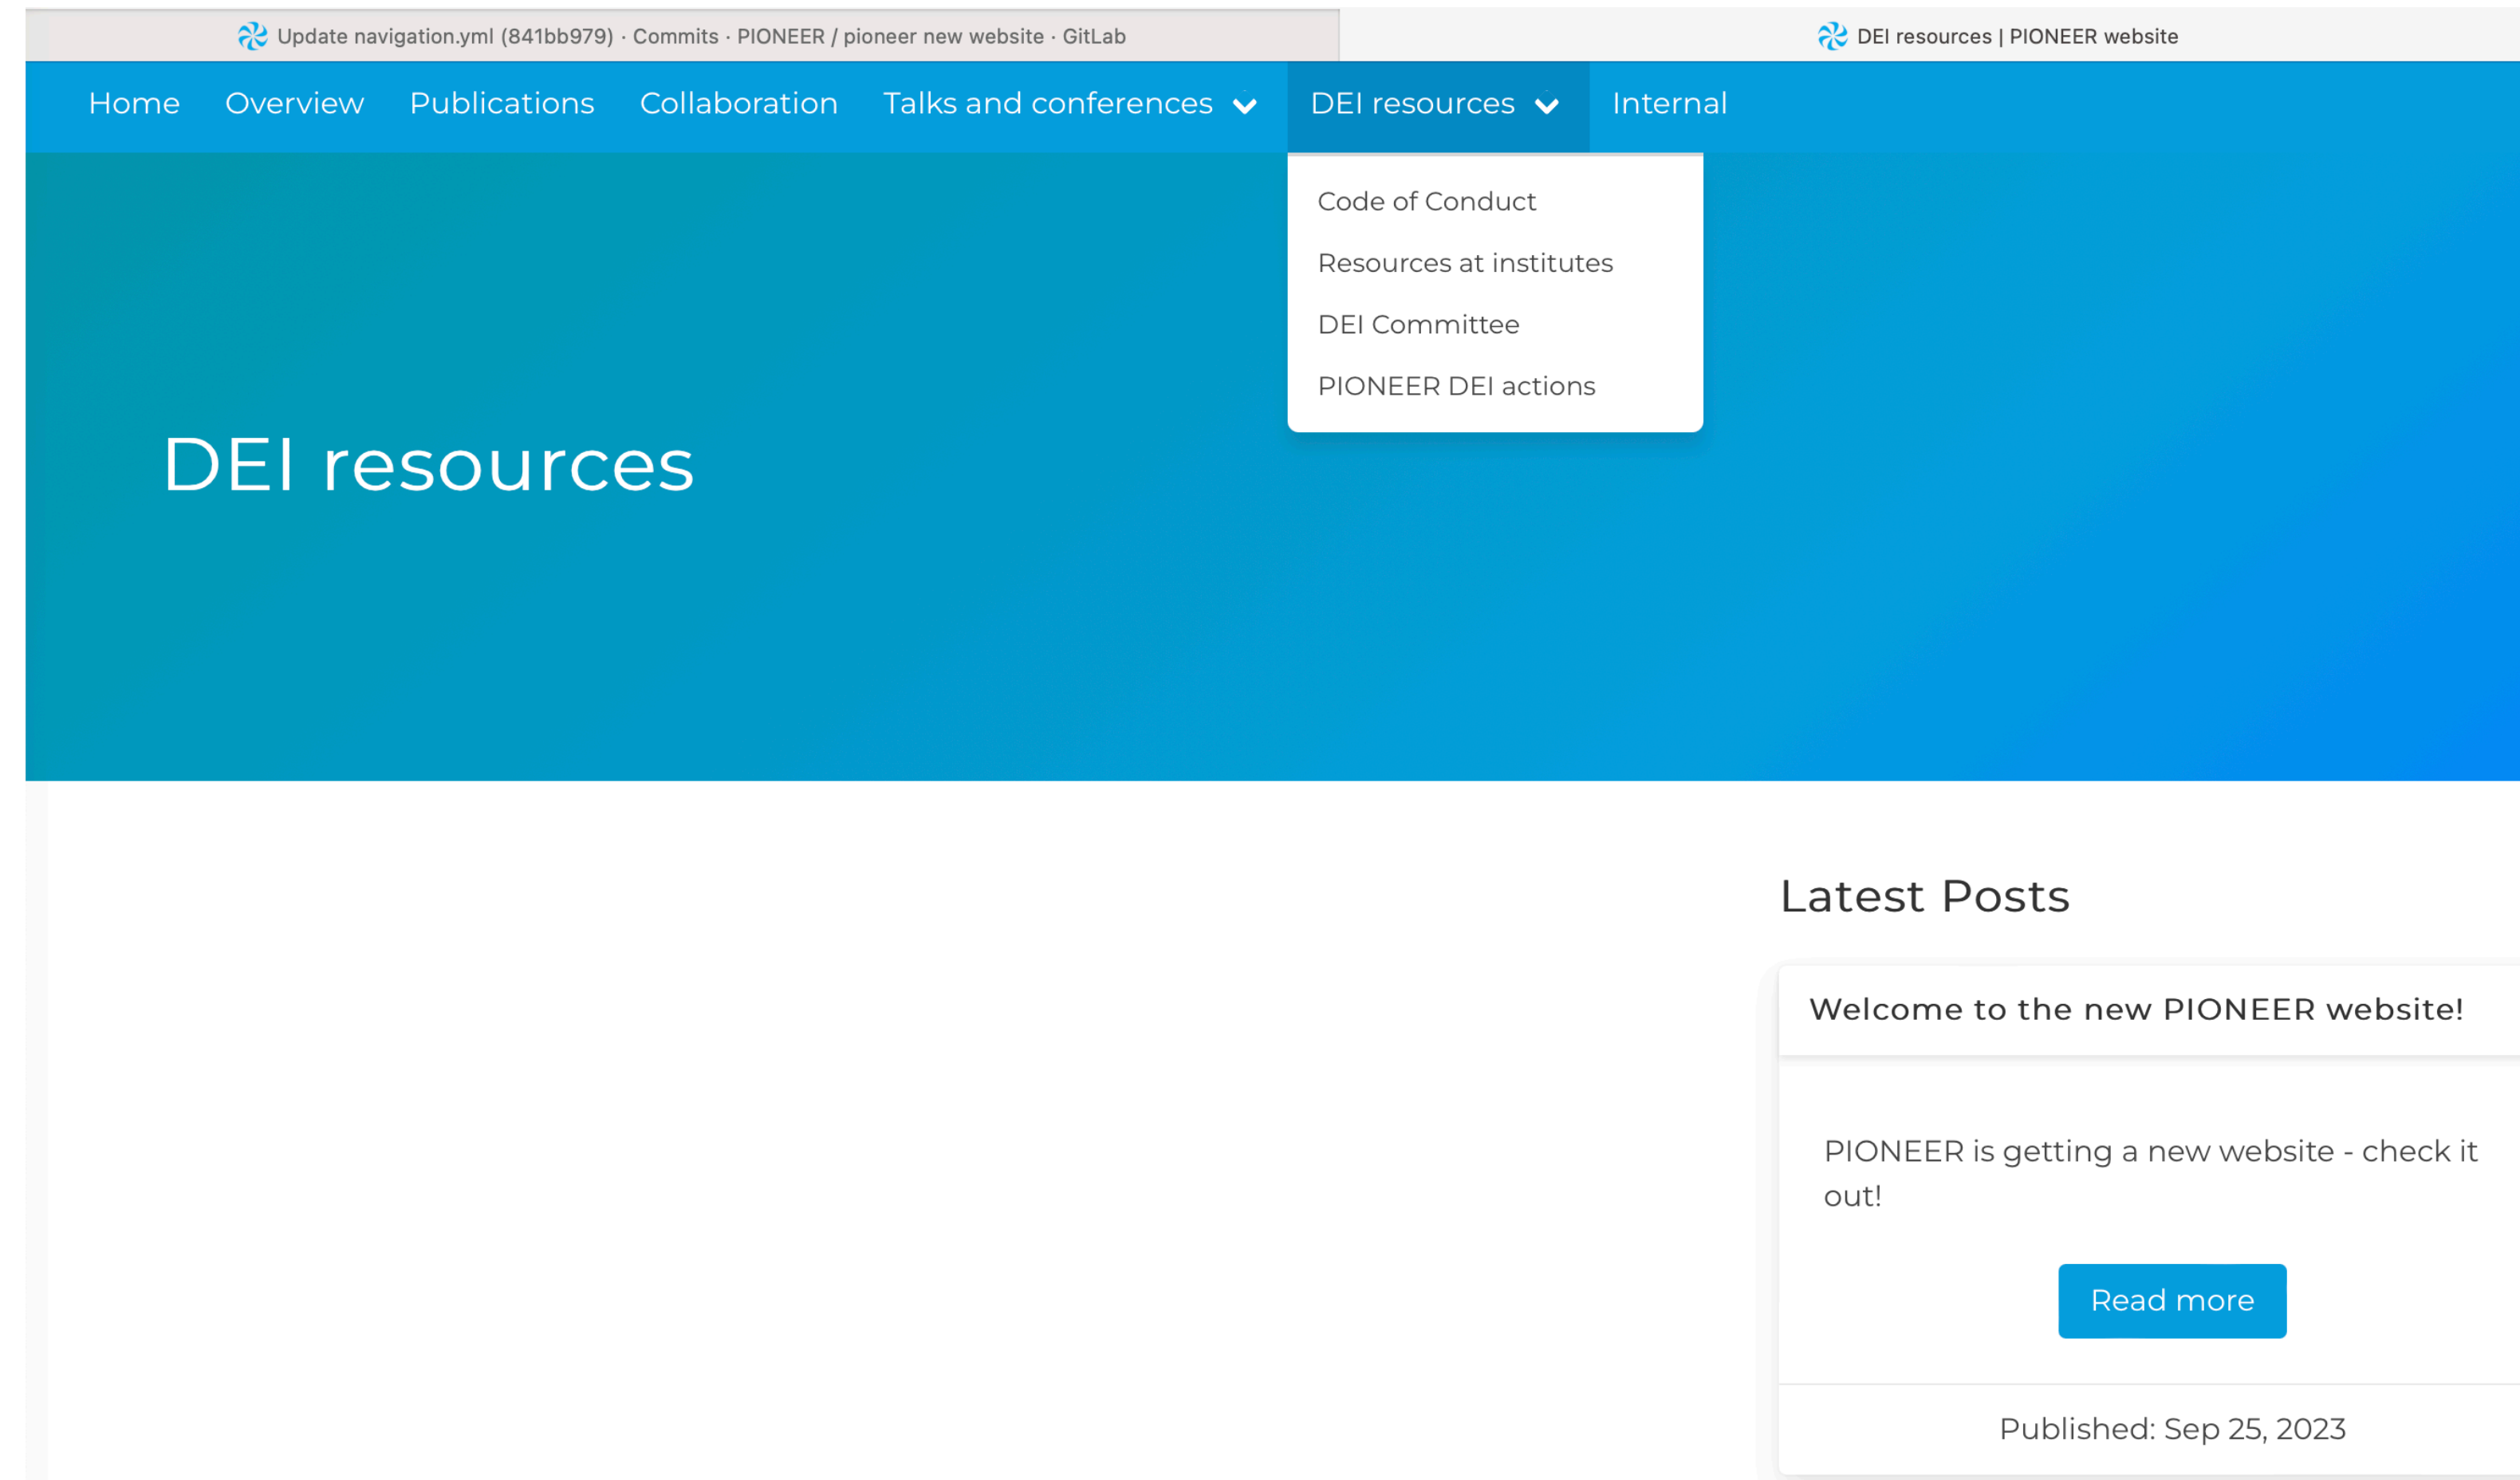 Update navigation.yml (841bb979) · Commits · PIONEER / pioneer new website · GitLab
DEI resources | PIONEER website
Home Overview Publications Collaboration Talks and conferences DEI resources Internal
Code of Conduct
Resources at institutes
DEI Committee
PIONEER DEI actions
DEI resources
Latest Posts
Welcome to the new PIONEER website!
PIONEER is getting a new website - check it
out!
Read more
Published: Sep 25, 2023